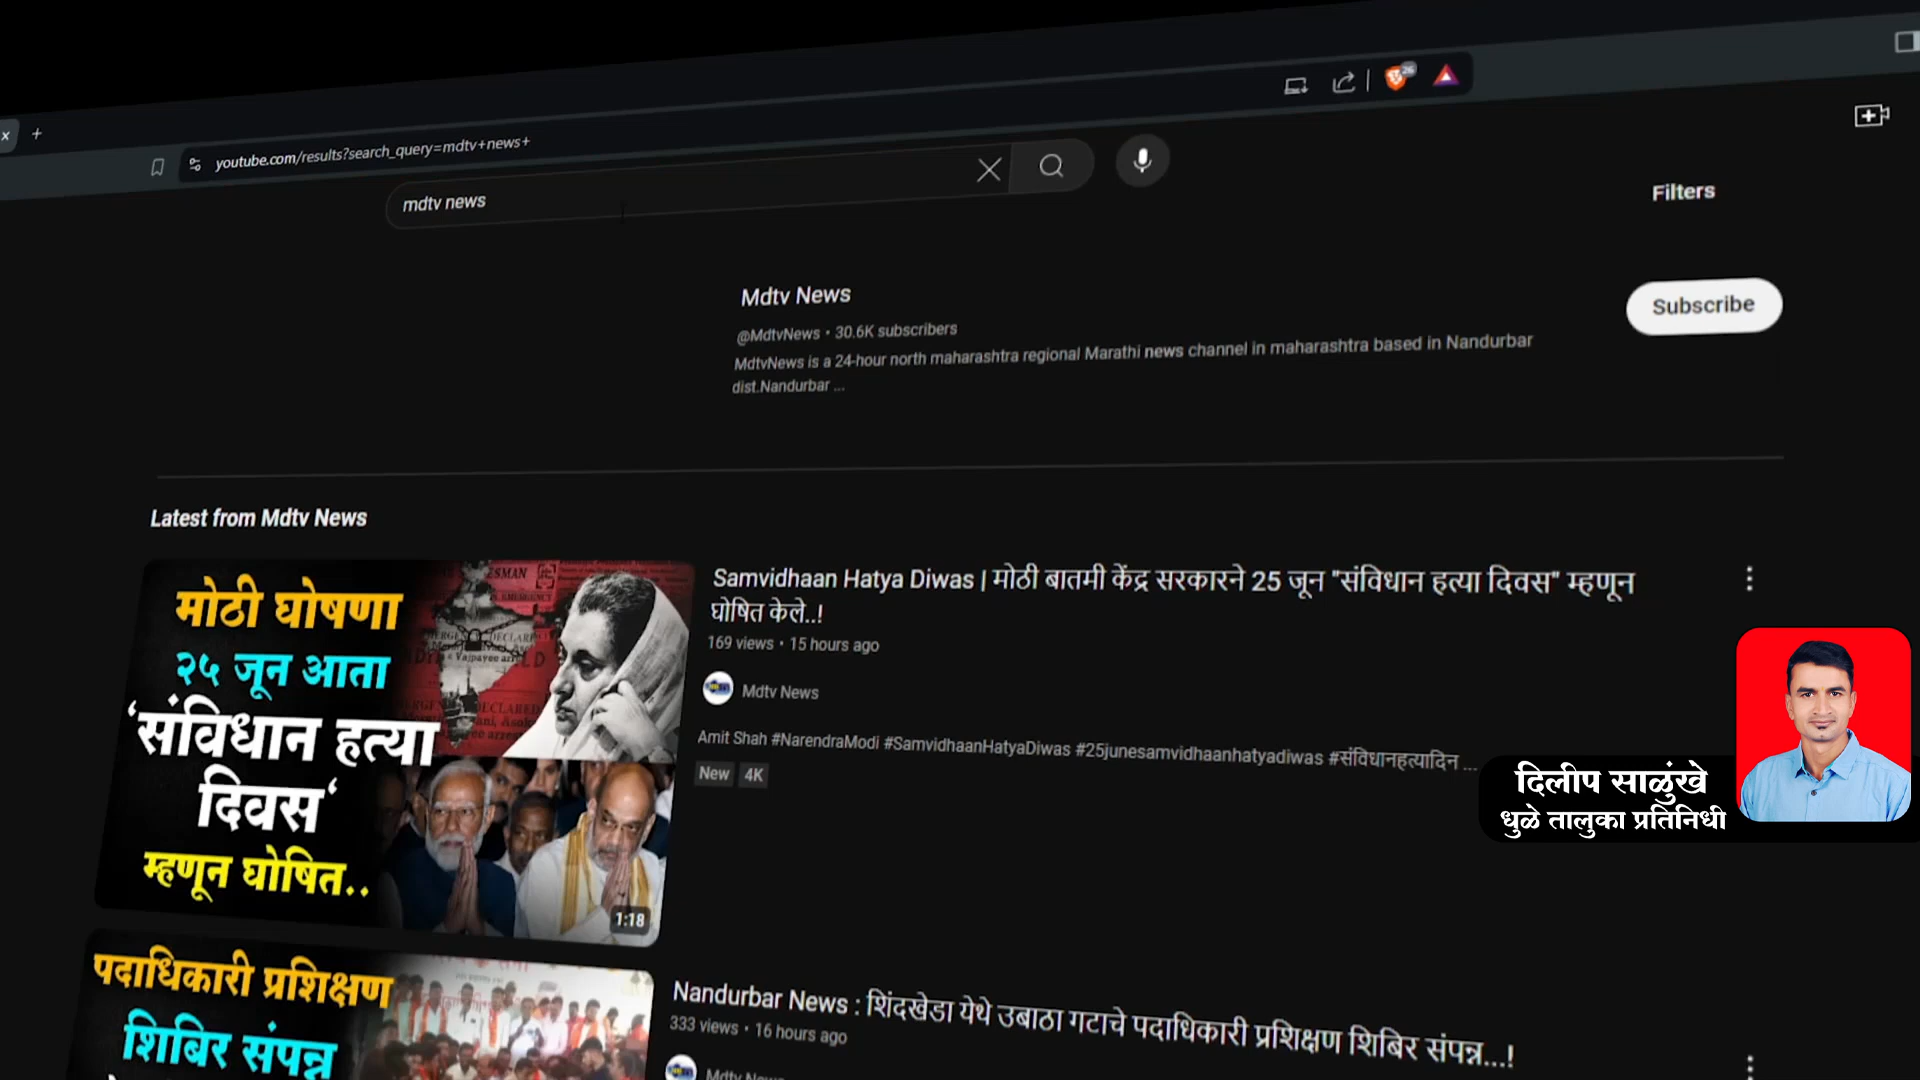 youtube.com/results?search_query=mdtv+news+
26
mdtv news
Filters
Mdtv News
@MdtvNews • 30.6K subscribers
MdtvNews is a 24-hour north maharashtra regional Marathi news channel in maharashtra based in Nandurbar
dist.Nandurbar ...
Subscribe
Latest from Mdtv News
मोठी घोषणा
२५ जून आता
‘संविधान हत्या
दिवस‘
म्हणून घोषित..
1:18
Samvidhaan Hatya Diwas | मोठी बातमी केंद्र सरकारने 25 जून "संविधान हत्या दिवस" म्हणून
घोषित केले..!
169 views • 15 hours ago
Mdtv News
Amit Shah #NarendraModi #SamvidhaanHatyaDiwas #25junesamvidhaanhatyadiwas #संविधानहत्यादिन ...
New 4K
दिलीप साळुंखे
धुळे तालुका प्रतिनिधी
पदाधिकारी प्रशिक्षण
शिबिर संपन्न
Nandurbar News : शिंदखेडा येथे उबाठा गटाचे पदाधिकारी प्रशिक्षण शिबिर संपन्न...!
333 views • 16 hours ago
Mdtv News